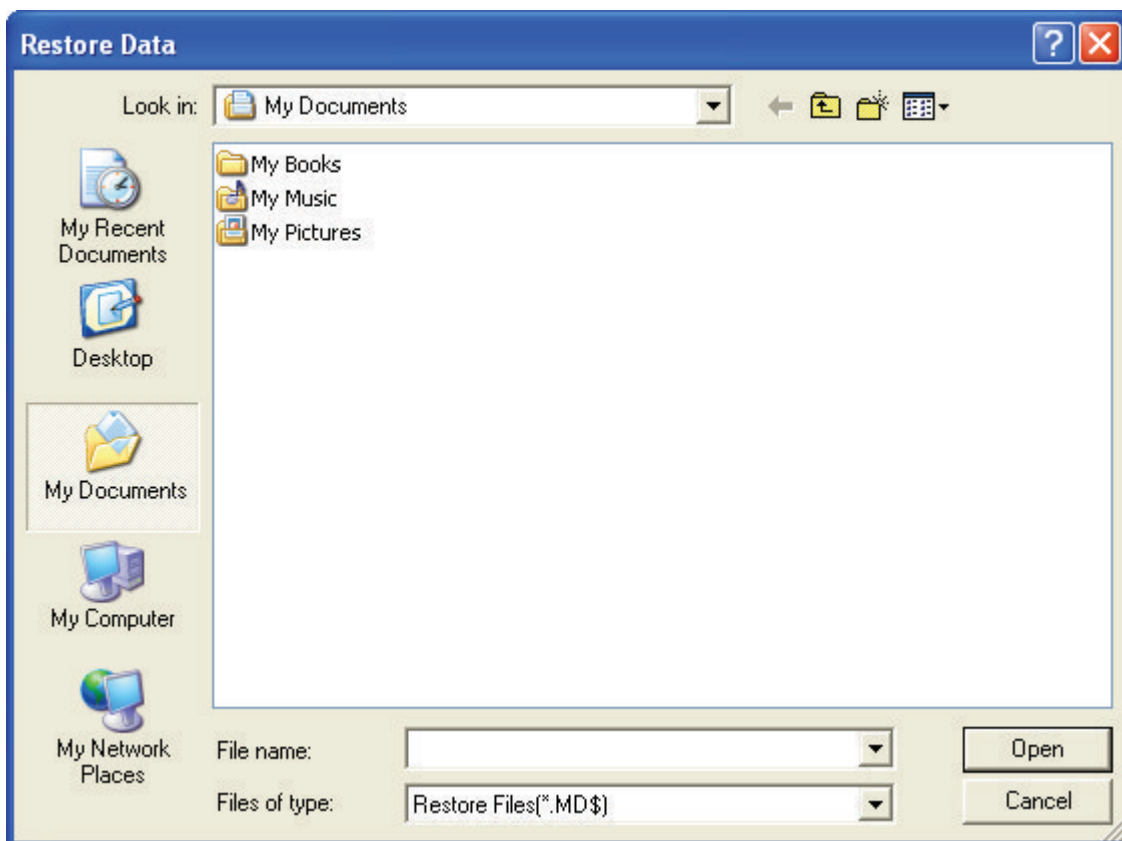 Restore Data
Look in:
My Documents
My Books
My Music
My Pictures
My Recent
Documents
Desktop
My Documents
My Computer
My Network
Places
File name:
Open
Files of type:
Restore Files(*.MD$)
Cancel